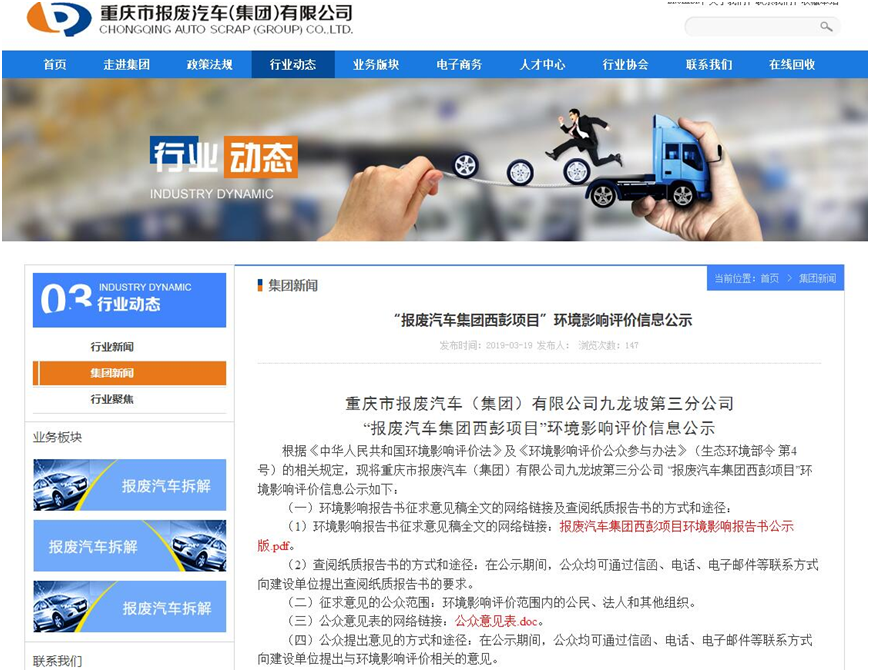 重庆市报废汽车(集团)有限公司
CHONGQING AUTO SCRAP (GROUP) CO.,LTD.
首页 走进集团 政策法规 行业动态 业务版块 电子商务 人才中心 行业协会 联系我们 在线回收
行业动态
INDUSTRY DYNAMIC
03 INDUSTRY DYNAMIC
行业动态
行业新闻
集团新闻
行业聚焦
业务板块
报废汽车拆解
报废汽车拆解
报废汽车拆解
联系我们
集团新闻
当前位置：首页 > 集团新闻
“报废汽车集团西彭项目”环境影响评价信息公示
发布时间：2019-03-19 发布人： 浏览次数：147
重庆市报废汽车（集团）有限公司九龙坡第三分公司
“报废汽车集团西彭项目”环境影响评价信息公示
根据《中华人民共和国环境影响评价法》及《环境影响评价公众参与办法》（生态环境部令 第4
号）的相关规定，现将重庆市报废汽车（集团）有限公司九龙坡第三分公司 “报废汽车集团西彭项目”环
境影响评价信息公示如下：
（一）环境影响报告书征求意见稿全文的网络链接及查阅纸质报告书的方式和途径：
（1）环境影响报告书征求意见稿全文的网络链接：报废汽车集团西彭项目环境影响报告书公示
版.pdf。
（2）查阅纸质报告书的方式和途径：在公示期间，公众均可通过信函、电话、电子邮件等联系方式
向建设单位提出查阅纸质报告书的要求。
（二）征求意见的公众范围：环境影响评价范围内的公民、法人和其他组织。
（三）公众意见表的网络链接：公众意见表.doc。
（四）公众提出意见的方式和途径：在公示期间，公众均可通过信函、电话、电子邮件等联系方式
向建设单位提出与环境影响评价相关的意见。